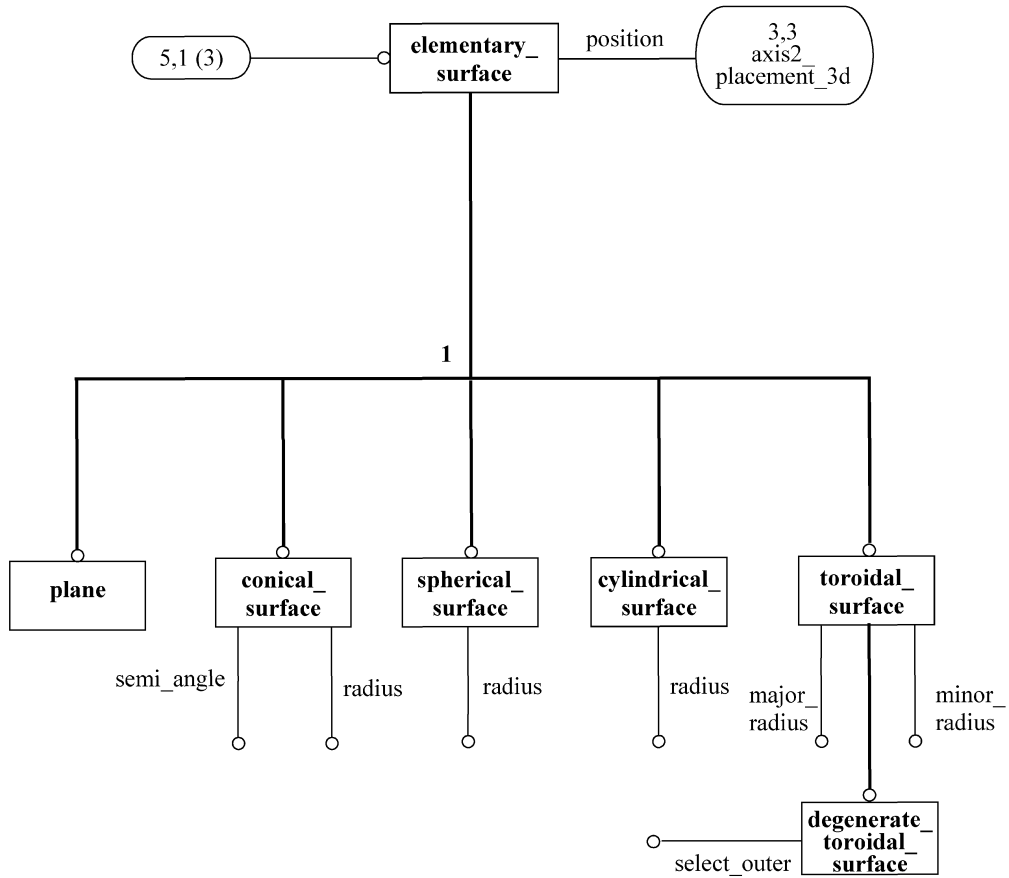 5,1 (3)
elementary_
surface
position
3,3
axis2_
placement_3d
1
plane
conical_
surface
spherical_
surface
cylindrical_
surface
toroidal_
surface
semi_angle
radius
radius
radius
major_
radius
minor_
radius
degenerate_
toroidal_
surface
select_outer